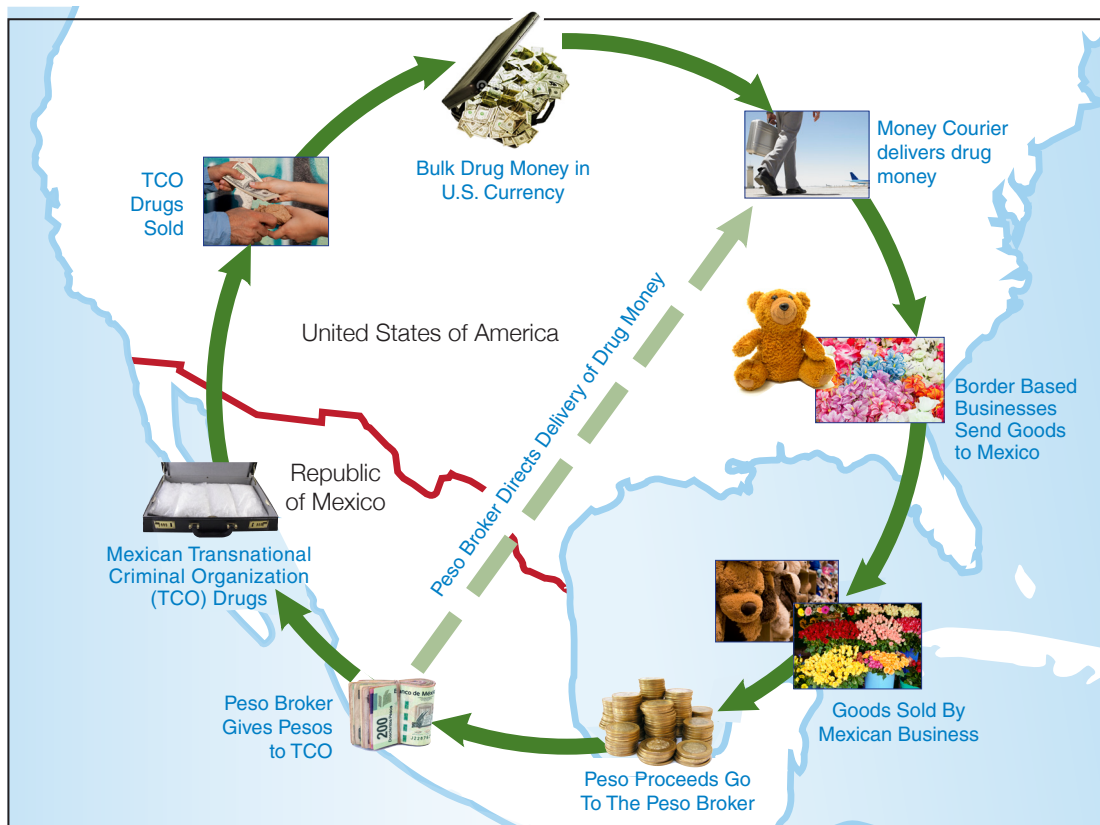 Bulk Drug Money in
U.S. Currency
Money Courier
delivers drug
money
TCO
Drugs
Sold
United States of America
Peso Broker Directs Delivery of Drug Money
Border Based
Businesses
Send Goods
to Mexico
Republic
of Mexico
Mexican Transnational
Criminal Organization
(TCO) Drugs
Goods Sold By
Mexican Business
Peso Broker
Gives Pesos
to TCO
200
Peso Proceeds Go
To The Peso Broker